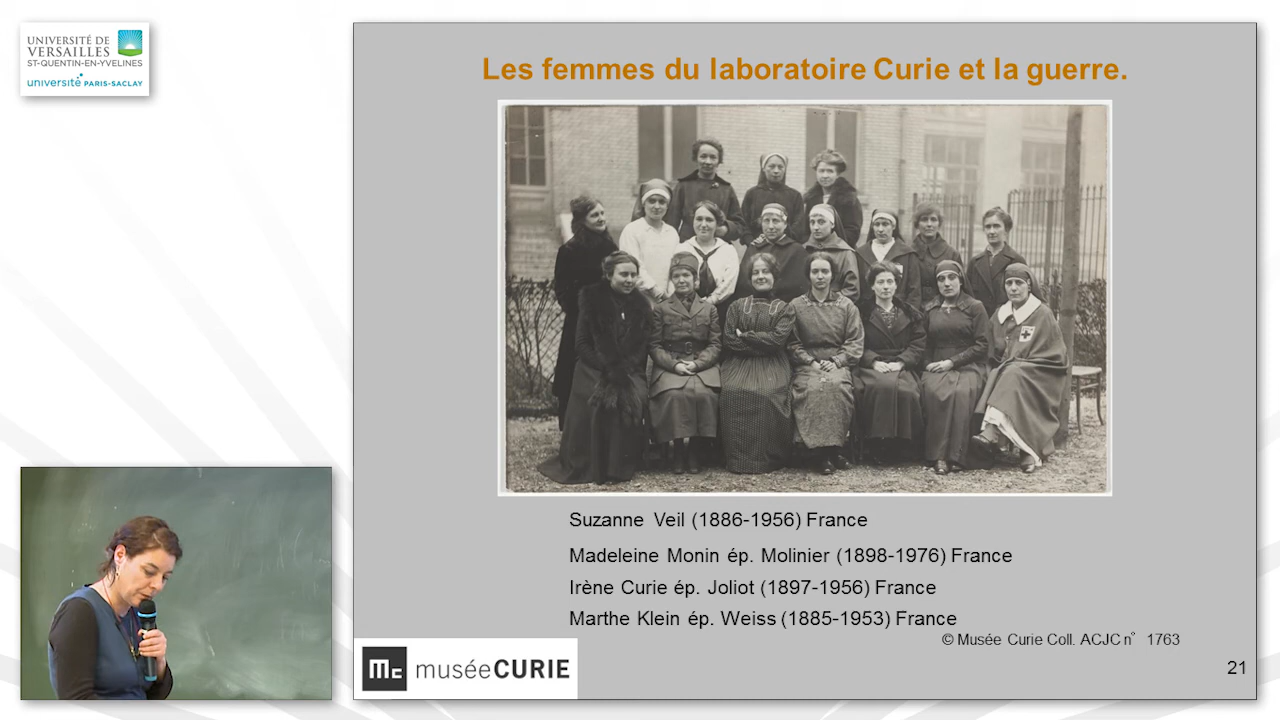 UNIVERSITÉ DE
VERSAILLES
ST-QUENTIN-EN-YVELINES
université PARIS-SACLAY
Les femmes du laboratoire Curie et la guerre.
Suzanne Veil (1886-1956) France
Madeleine Monin ép. Molinier (1898-1976) France
Irène Curie ép. Joliot (1897-1956) France
Marthe Klein ép. Weiss (1885-1953) France
© Musée Curie Coll. ACJC n° 1763
Mc muséeCURIE
21